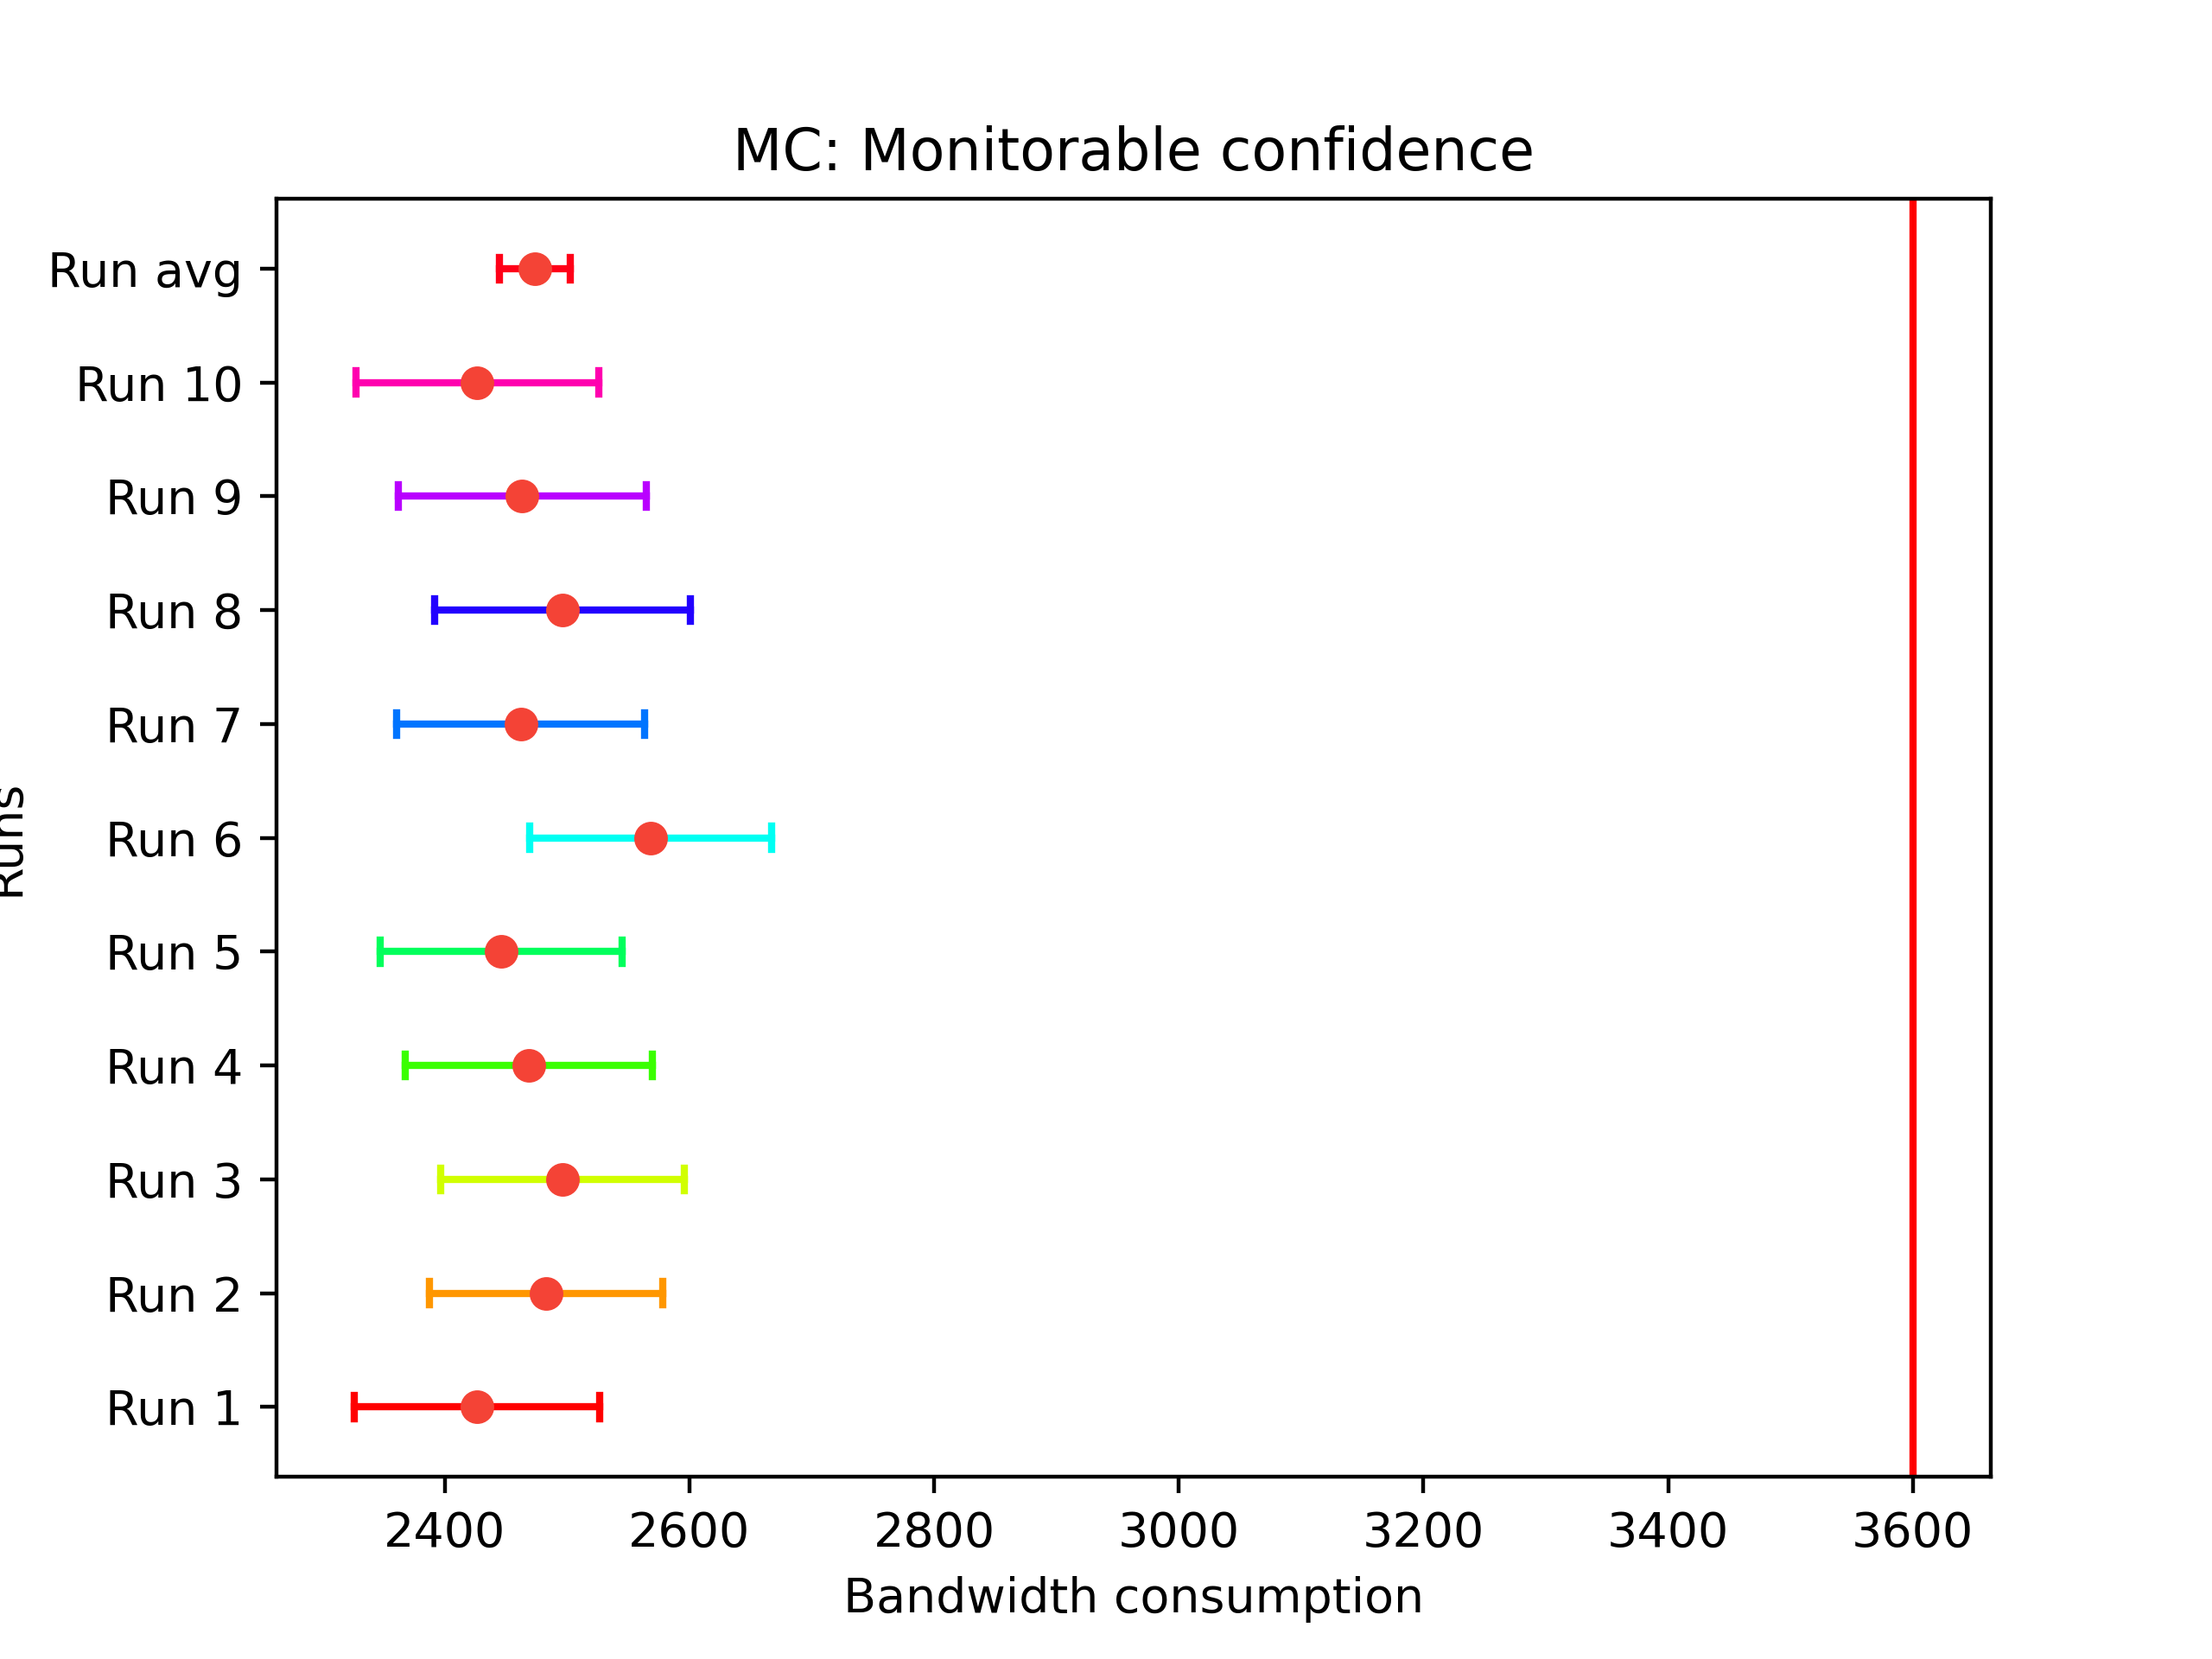 MC: Monitorable confidence
Run avg
Run 10
Run 9
Run 8
Run 7
Run 6
Run 5
Run 4
Run 3
Run 2
Run 1
Runs
2400 2600 2800 3000 3200 3400 3600
Bandwidth consumption